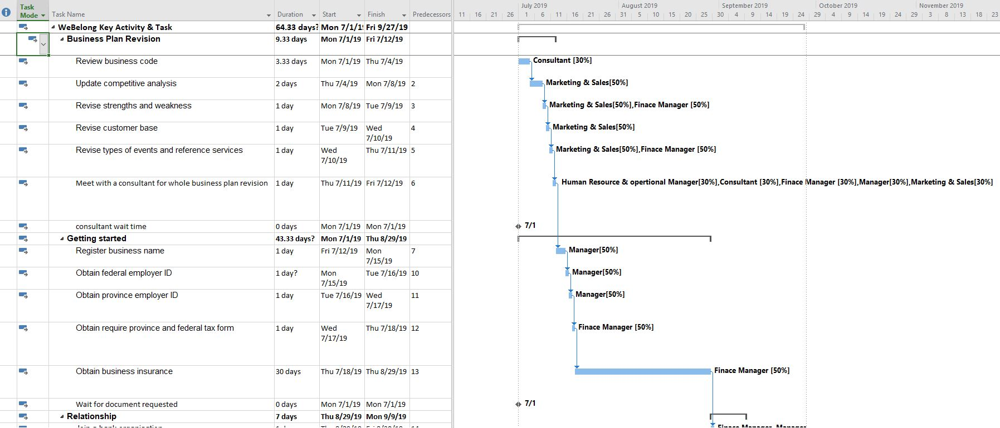 Task Mode Task Name Duration Start Finish Predecessors
July 2019 August 2019 September 2019 October 2019 November 2019
11 16 21 26 1 6 11 16 21 26 31 5 10 15 20 25 30 4 9 14 19 24 29 4 9 14 19 24 29 3 8 13 18 23
WeBelong Key Activity & Task 64.33 days? Mon 7/1/19 Fri 9/27/19
Business Plan Revision 9.33 days Mon 7/1/19 Fri 7/12/19
Review business code 3.33 days Mon 7/1/19 Thu 7/4/19 Consultant [30%]
Update competitive analysis 2 days Thu 7/4/19 Mon 7/8/19 2 Marketing & Sales[50%]
Revise strengths and weakness 1 day Mon 7/8/19 Tue 7/9/19 3 Marketing & Sales[50%],Finace Manager [50%]
Revise customer base 1 day Tue 7/9/19 Wed 7/10/19 4 Marketing & Sales[50%]
Revise types of events and reference services 1 day Wed 7/10/19 Thu 7/11/19 5 Marketing & Sales[50%],Finace Manager [50%]
Meet with a consultant for whole business plan revision 1 day Thu 7/11/19 Fri 7/12/19 6 Human Resource & opertional Manager[30%],Consultant [30%],Finace Manager [30%],Manager[30%],Marketing & Sales[30%]
consultant wait time 0 days Mon 7/1/19 Mon 7/1/19 7/1
Getting started 43.33 days? Mon 7/1/19 Thu 8/29/19
Register business name 1 day Fri 7/12/19 Mon 7/15/19 7 Manager[50%]
Obtain federal employer ID 1 day? Mon 7/15/19 Tue 7/16/19 10 Manager[50%]
Obtain province employer ID 1 day Tue 7/16/19 Wed 7/17/19 11 Manager[50%]
Obtain require province and federal tax form 1 day Wed 7/17/19 Thu 7/18/19 12 Finace Manager [50%]
Obtain business insurance 30 days Thu 7/18/19 Thu 8/29/19 13 Finace Manager [50%]
Wait for document requested 0 days Mon 7/1/19 Mon 7/1/19 7/1
Relationship 7 days Thu 8/29/19 Mon 9/9/19